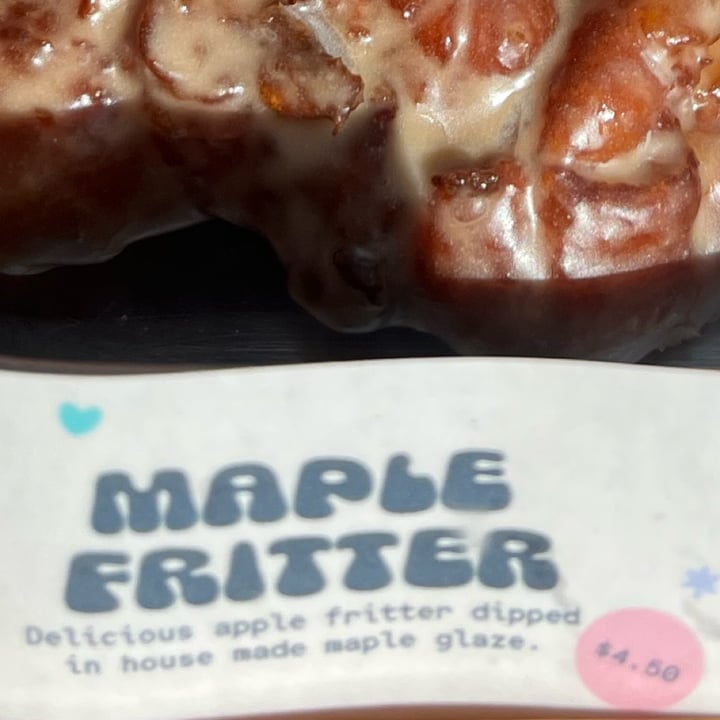 MAPLE
FRITTER
Delicious apple fritter dipped
in house made maple glaze.
$4.50